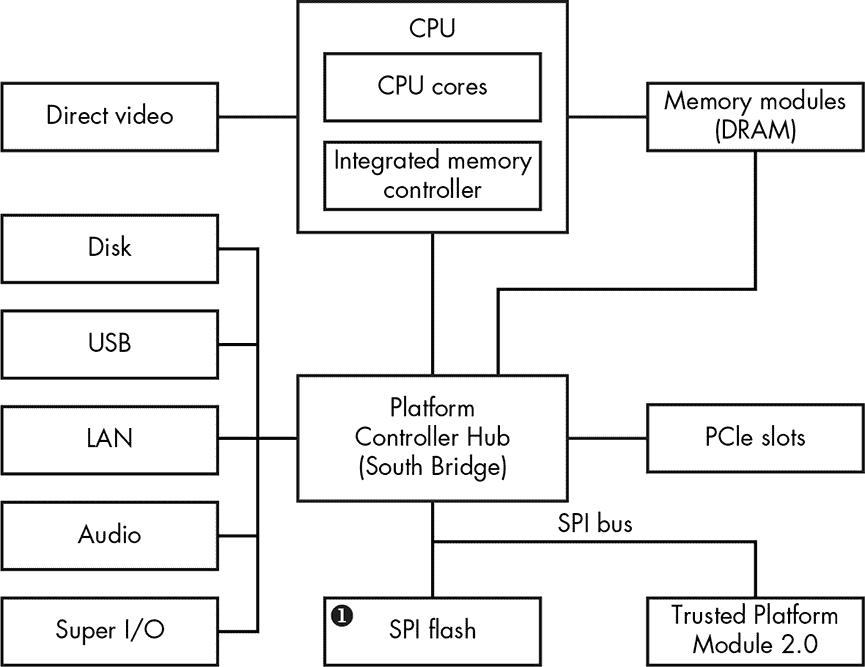 CPU
CPU cores
Direct video
Memory modules
(DRAM)
Integrated memory
controller
Disk
USB
LAN
Audio
Super I/O
Platform
Controller Hub
(South Bridge)
PCIe slots
SPI bus
❶
SPI flash
Trusted Platform
Module 2.0